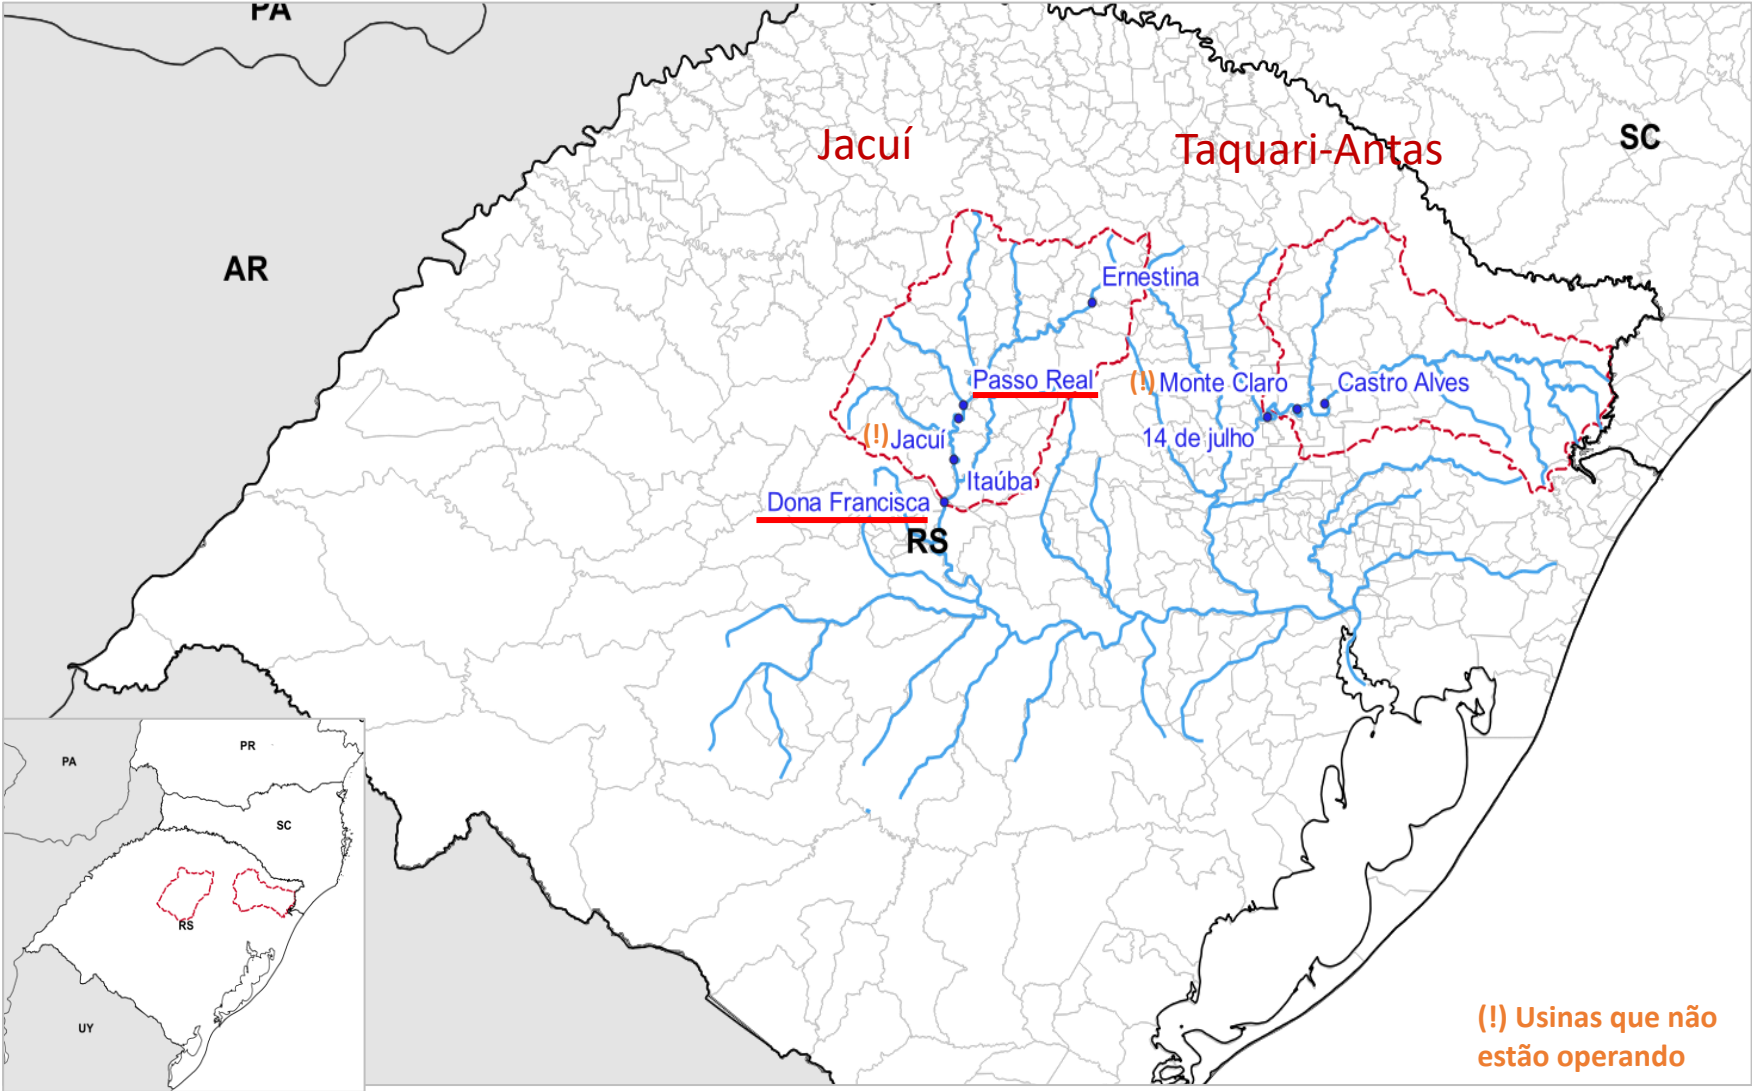 PA
Jacuí
Taquari-Antas
SC
AR
Ernestina
Passo Real
(!) Monte Claro
Castro Alves
(!) Jacuí
14 de julho
Itaúba
Dona Francisca
RS
PR
PA
SC
RS
UY
(!) Usinas que não
estão operando